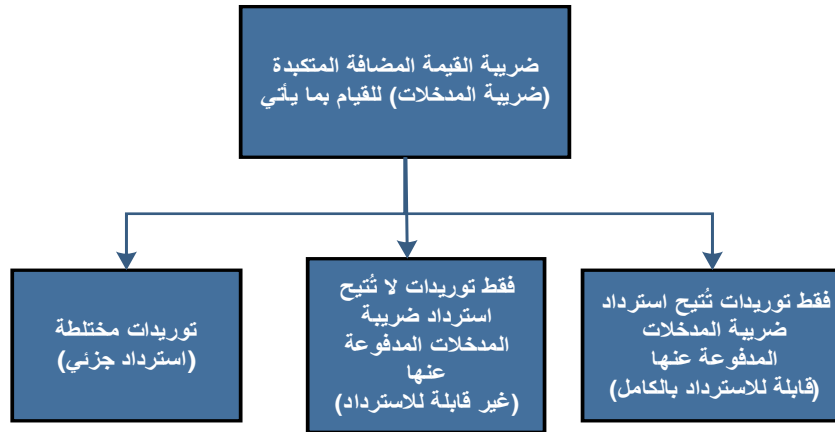 ضريبة القيمة المضافة المتكبدة
(ضريبة المدخلات) للقيام بما يأتي
فقط توريدات تُتيح استرداد
ضريبة المدخلات
المدفوعة عنها
(قابلة للاسترداد بالكامل)
فقط توريدات لا تُتيح
استرداد ضريبة
المدخلات المدفوعة
عنها
(غير قابلة للاسترداد)
توريدات مختلطة
(استرداد جزئي)